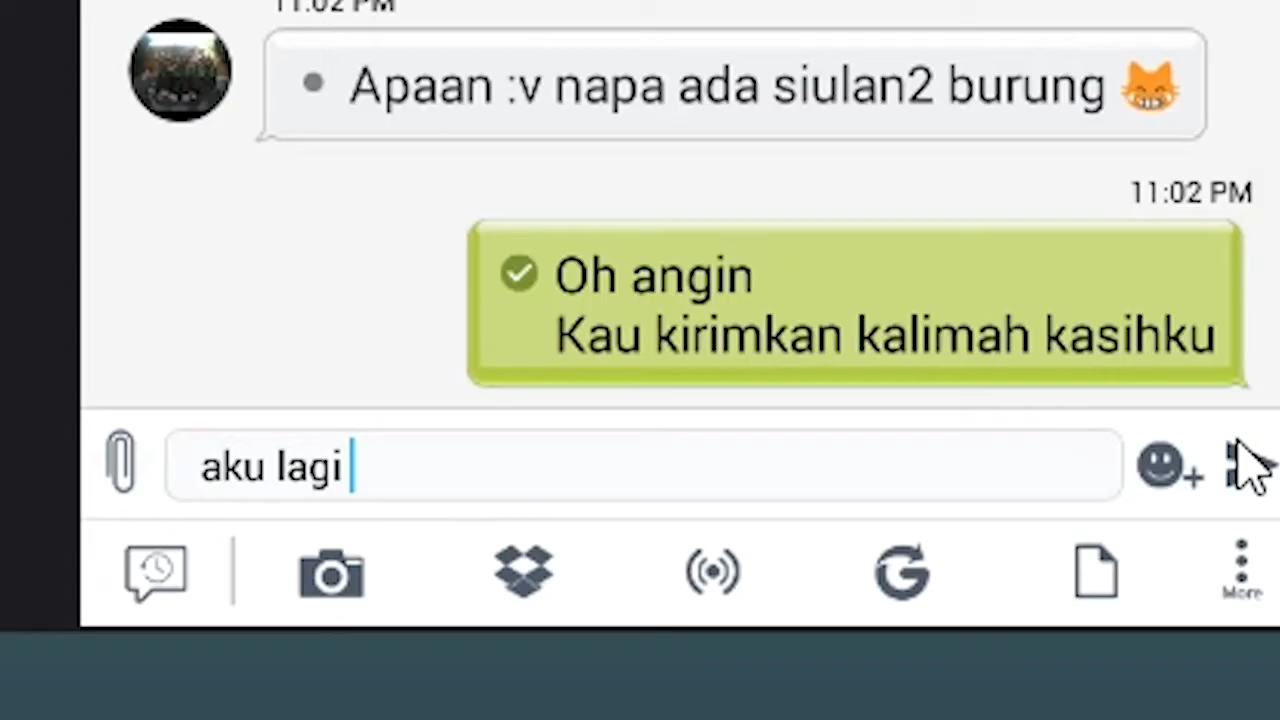 11:02 PM
Apaan :v napa ada siulan2 burung 😹
11:02 PM
Oh angin
Kau kirimkan kalimah kasihku
aku lagi
More